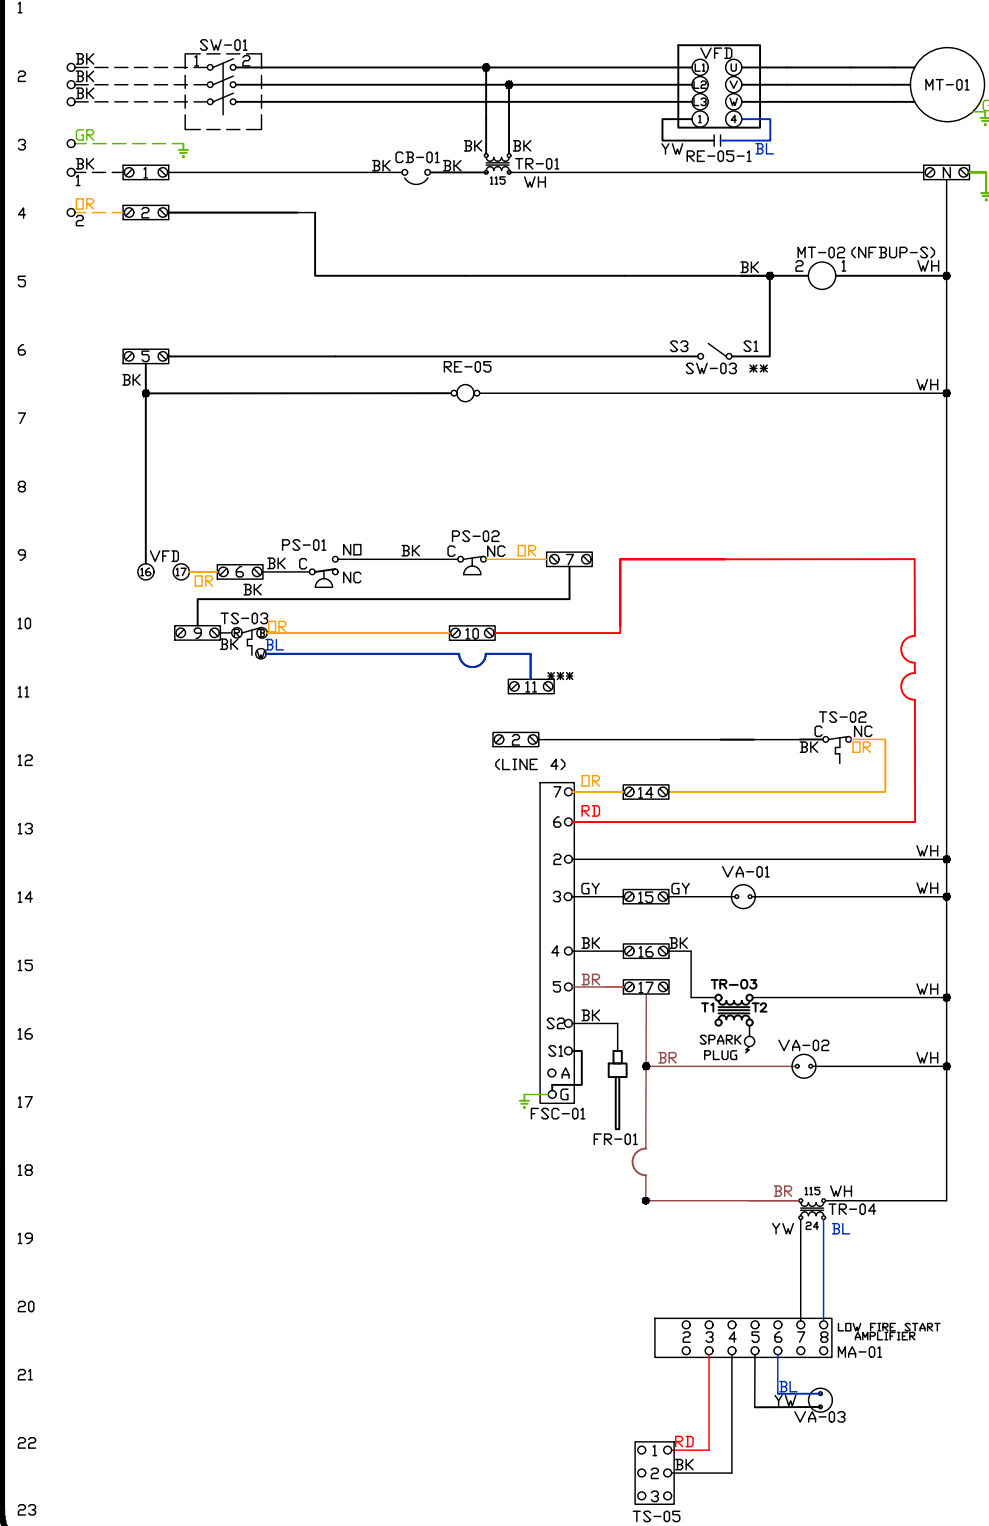 1
SW-01
VFD
BK 1 2 L1 U
2 BK L2 V MT-01
BK L3 W
1 4
3 GR BK BK YW RE-05-1 BL
BK 1 BK CB-01 BK TR-01 N
1 115 WH
4 OR 2
2
MT-02 (NFBUP-S)
5 BK 2 1 WH
6 5 S3 S1
RE-05 SW-03 **
BK WH
7
8
9 VFD PS-01 NO BK PS-02 C NC OR 7
16 17 OR 6 BK C NC
BK
10 TS-03
9 R B OR 10
BK W BL
11 11 ***
TS-02
2 C NC
12 BK OR
(LINE 4)
7 OR 14
13 6 RD
2 WH
VA-01
14 3 GY 15 GY WH
15 4 BK 16 BK
5 BR 17 TR-03 WH
T1 T2
16 S2 BK SPARK PLUG VA-02
S1 BR WH
A
17 G
FSC-01
FR-01
18
BR 115 WH
TR-04
19 YW 24 BL
20
2 3 4 5 6 7 8 LOW FIRE START
AMPLIFIER
MA-01
21
BL
YW
VA-03
22 1 RD
2 BK
23 3
TS-05